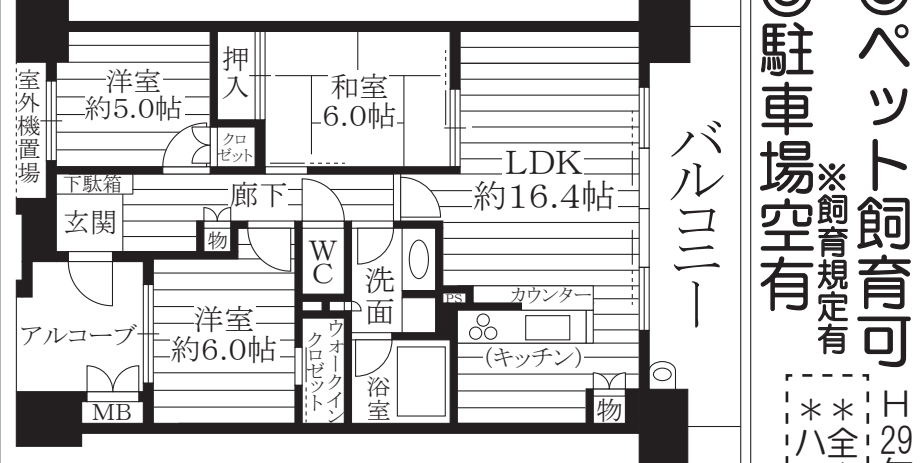 室外機置場
洋室
約5.0帖
押入
和室
6.0帖
クロ
ゼット
LDK
約16.4帖
バルコニー
下駄箱
玄関
廊下
物
WC
洗面
PS
カウンター
(キッチン)
アルコーブ
洋室
約6.0帖
ウォークイン
クロゼット
浴室
物
MB
◎ペット飼育可
※飼育規定有
◎駐車場空有
H29年
*全
*ハ